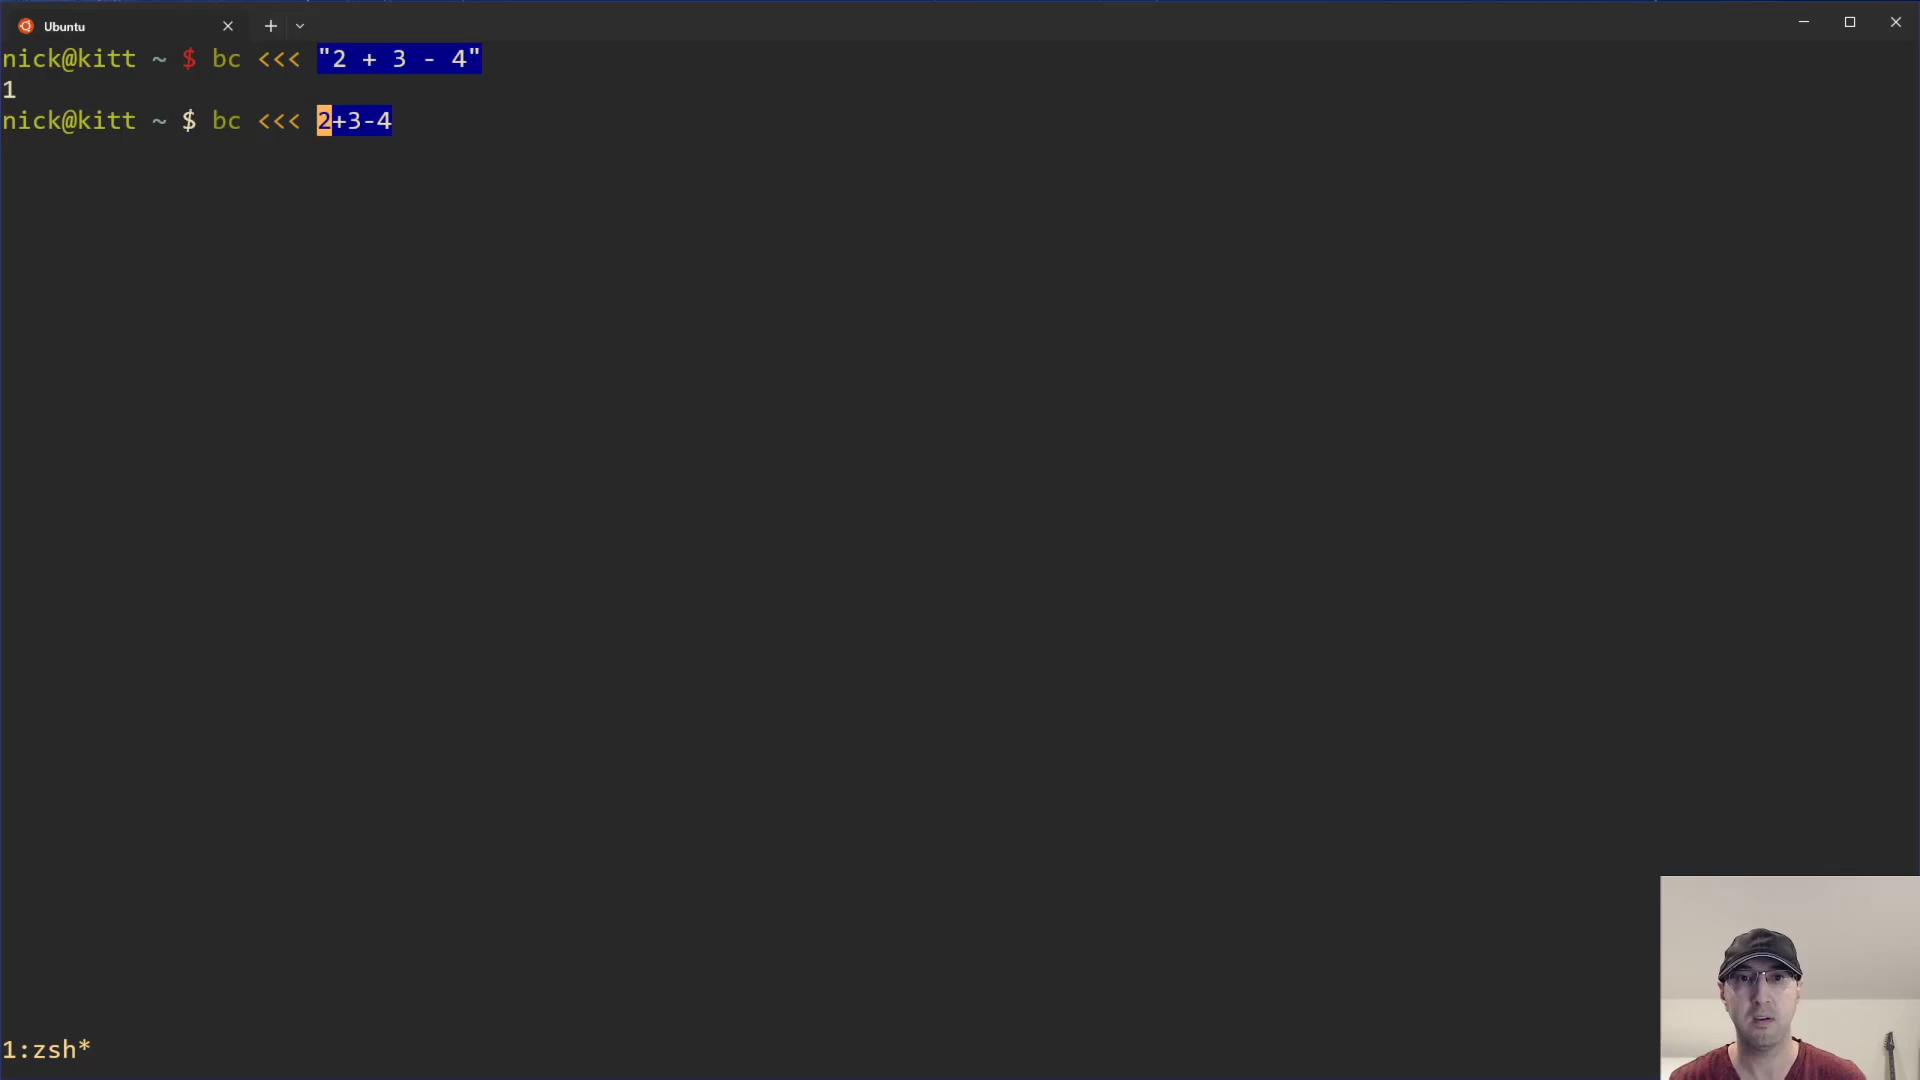 Ubuntu
nick@kitt ~ $ bc <<< "2 + 3 - 4"
1
nick@kitt ~ $ bc <<< 2+3-4
1:zsh*